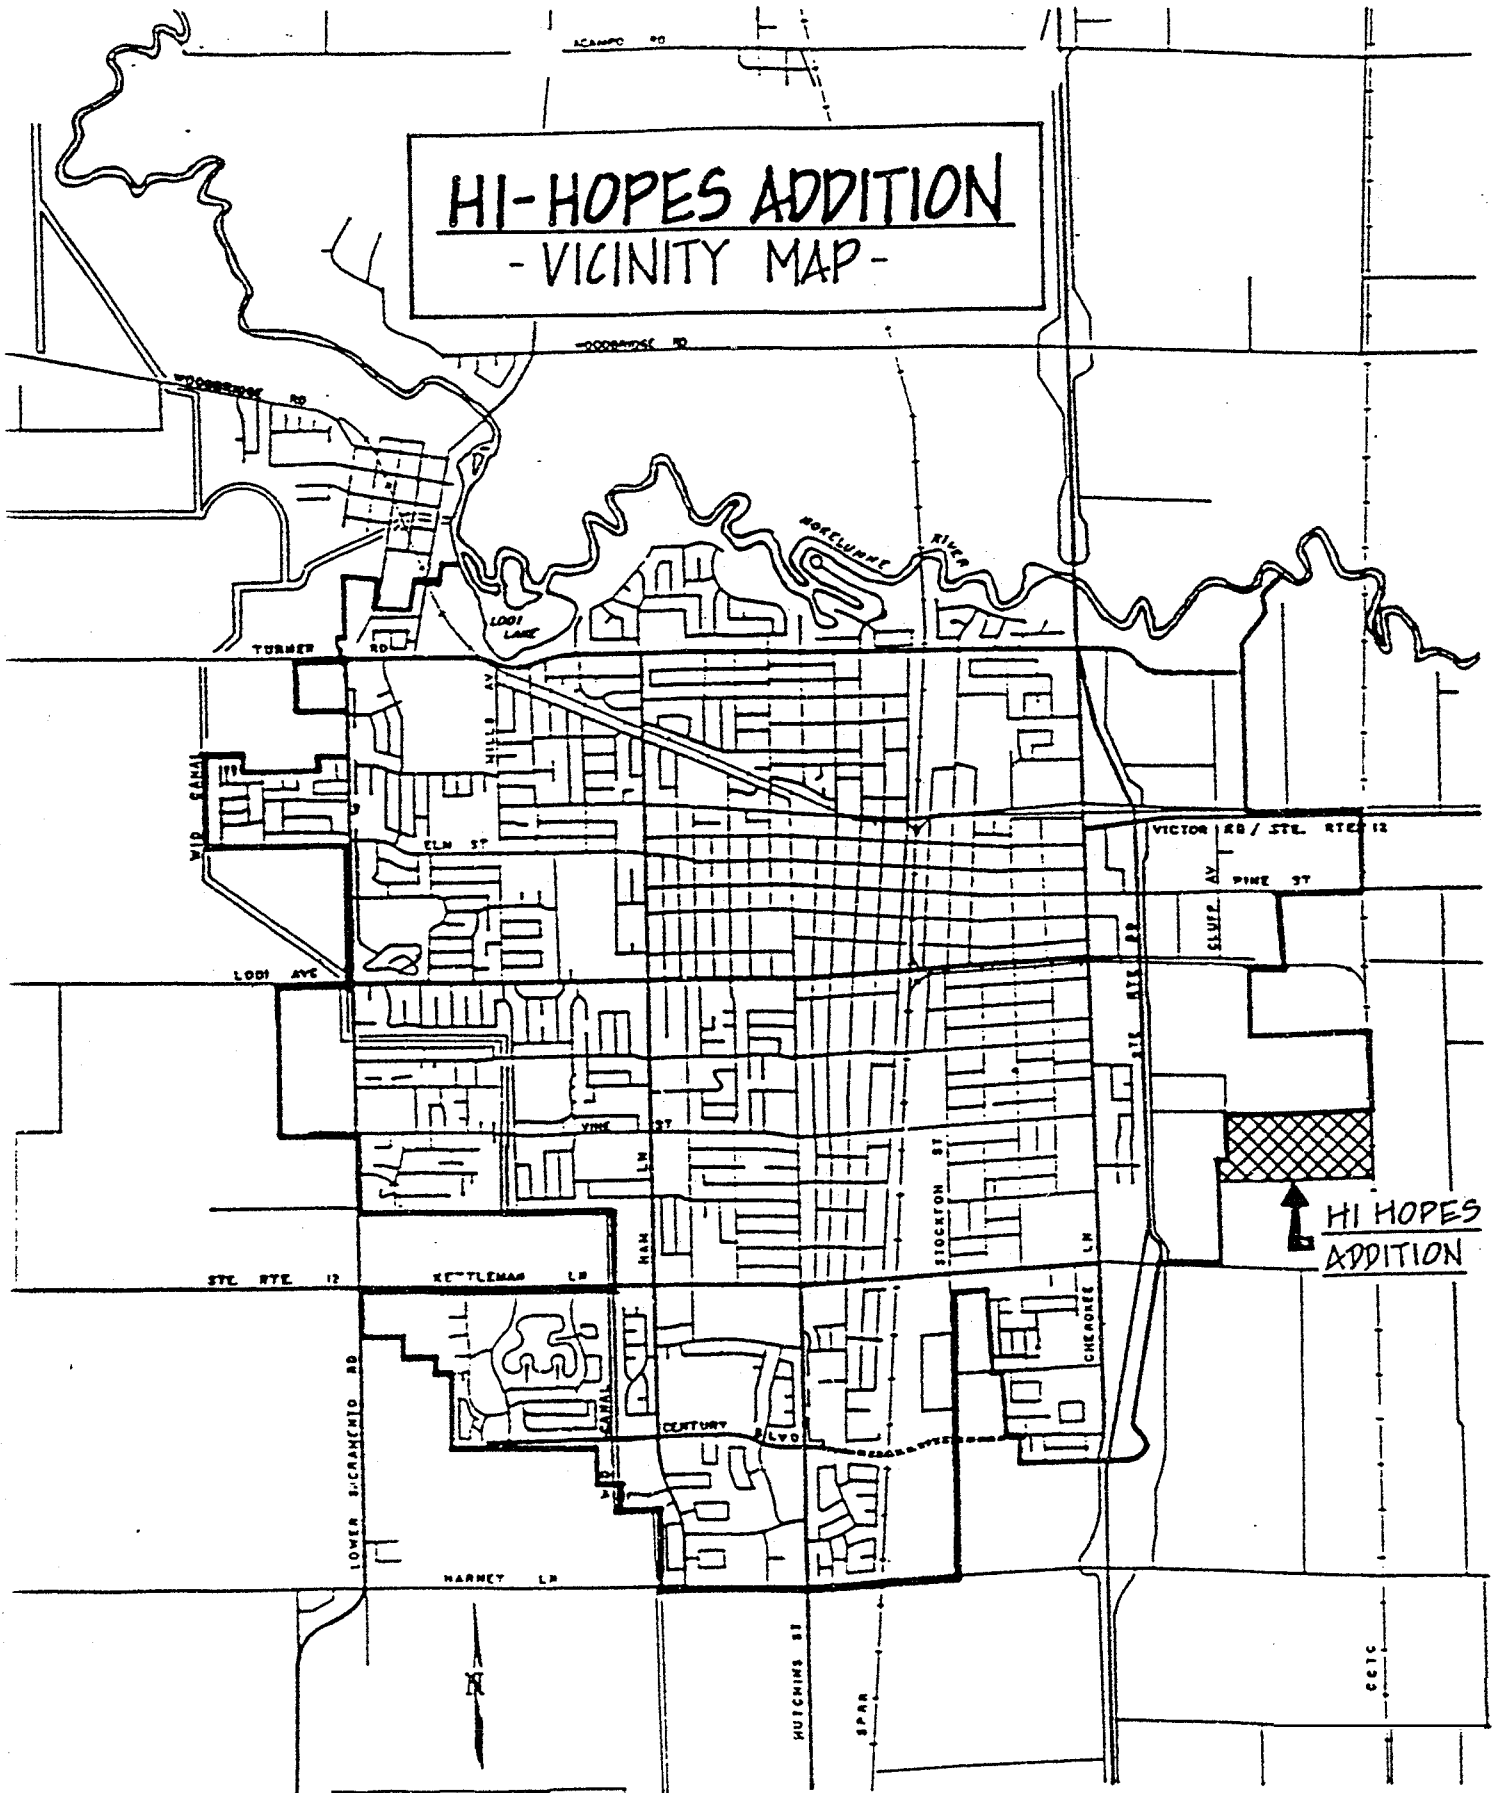 ACAMPO RD
HI-HOPES ADDITION
- VICINITY MAP -
WOODBRIDGE RD
WOODBRIDGE RD
MOKELUMNE RIVER
LODI
LAKE
TURNER RD
MILLS AV
WID CANAL
ELM ST
VICTOR RD / STE. RTE 12
PINE ST
CLUFF AV
LODI AVE
STE RTE 99
VINE ST
HAM LN
STOCKTON ST
HI HOPES
ADDITION
STE RTE. 12
KETTLEMAN LN
CHEROKEE LN
LOWER SACRAMENTO RD
WID CANAL
CENTURY BLVD
HARNEY LN
N
HUTCHINS ST
SPRR
CCTC